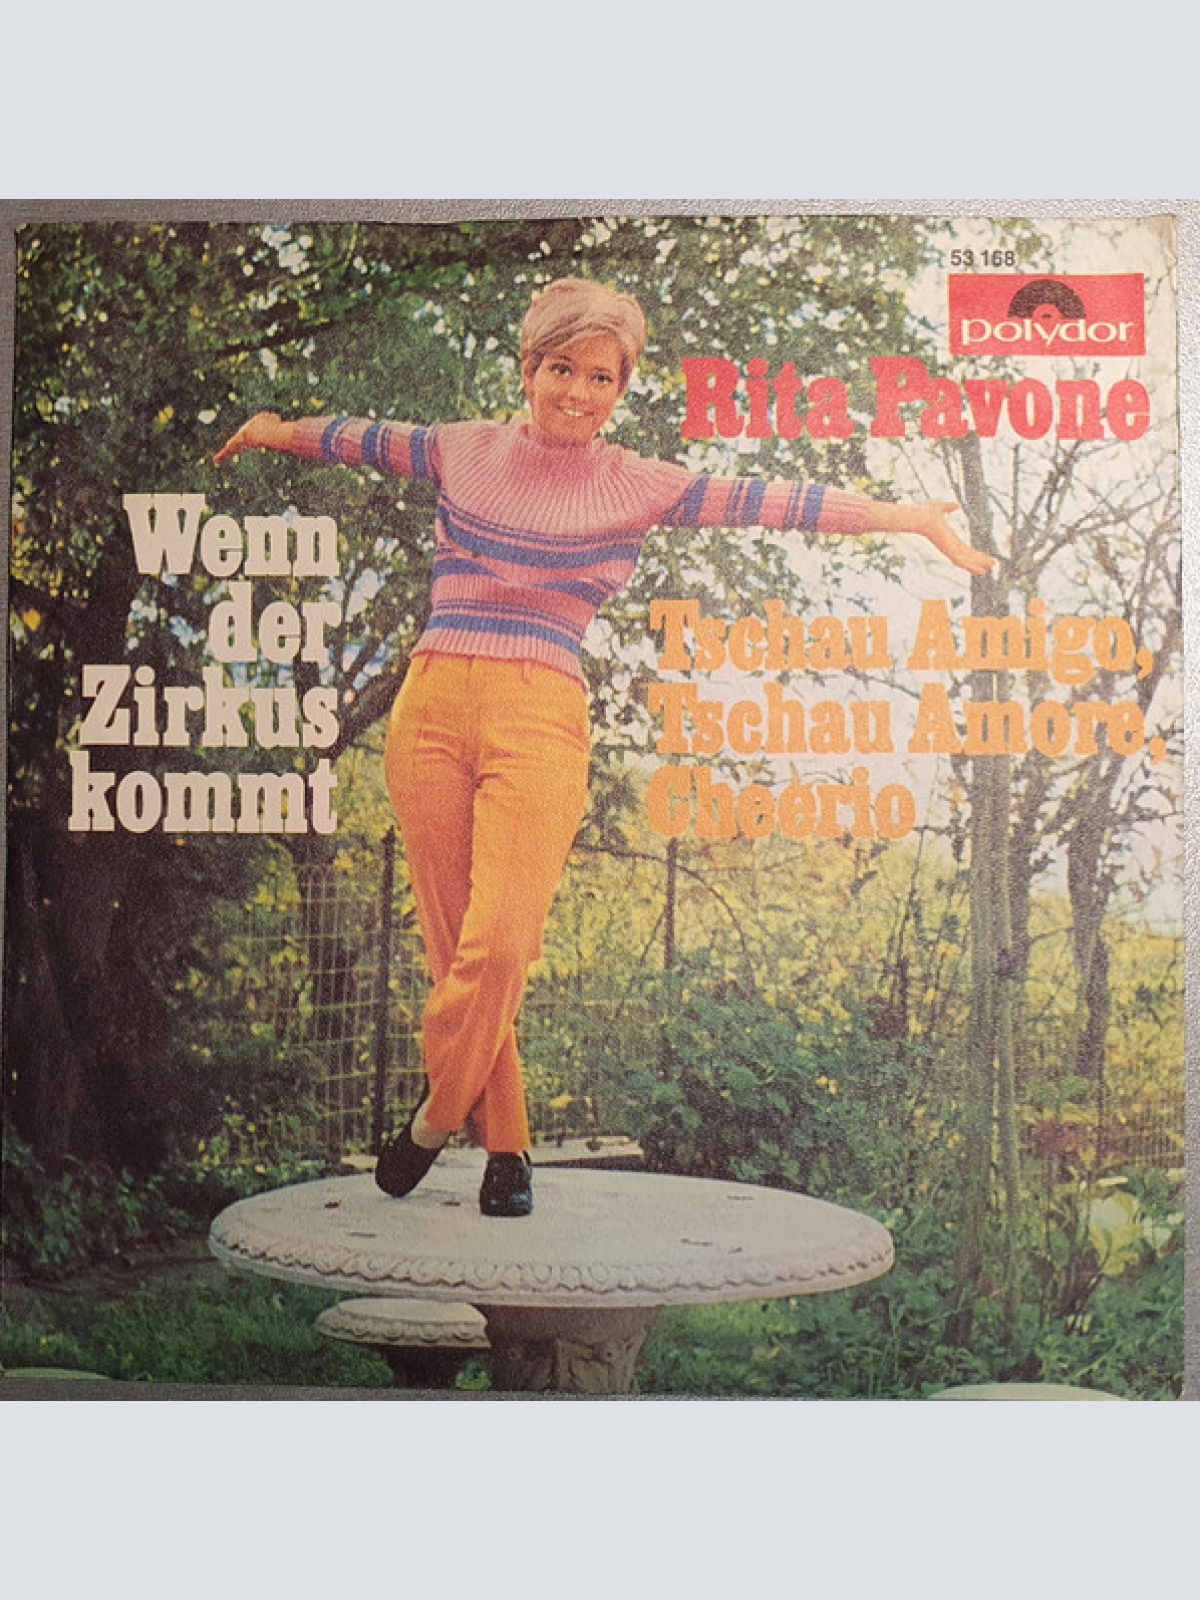 53 168
polydor
Rita Pavone
Wenn
der
Zirkus
kommt
Tschau Amigo,
Tschau Amore,
Cheerio